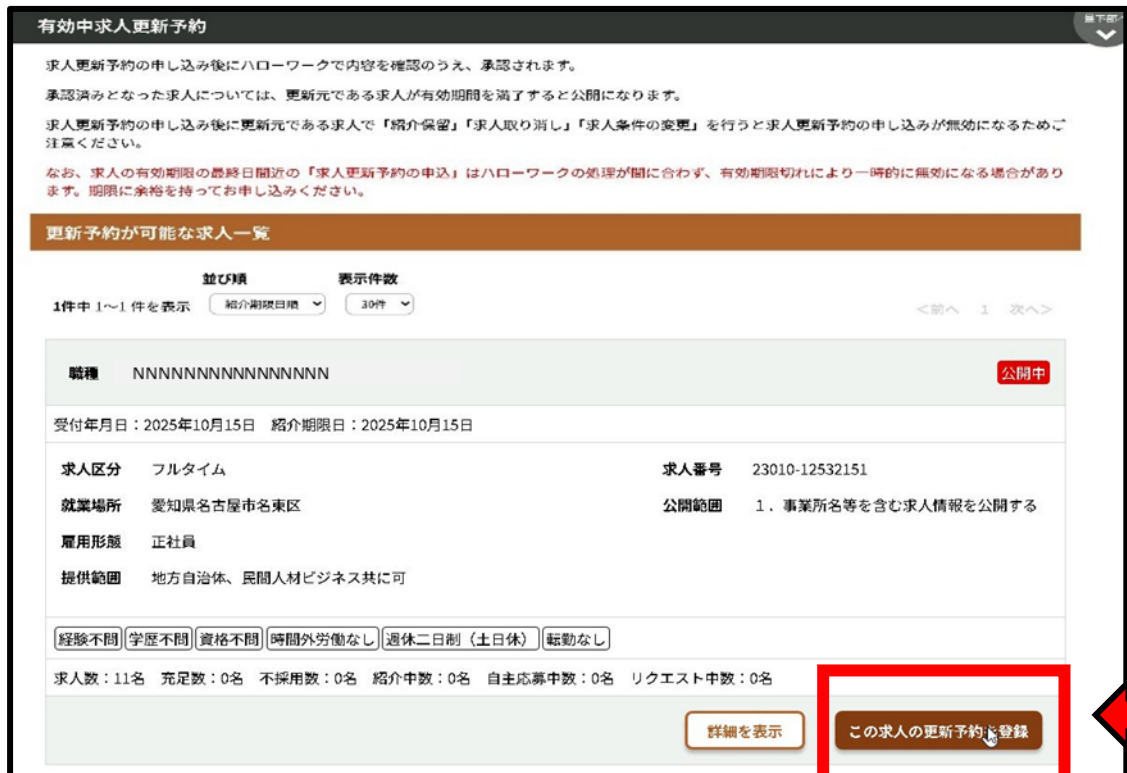 有効中求人更新予約
求人更新予約の申し込み後にハローワークで内容を確認のうえ、承認されます。
承認済みとなった求人については、更新元である求人が有効期間を満了すると公開になります。
求人更新予約の申し込み後に更新元である求人で「紹介保留」「求人取り消し」「求人条件の変更」を行うと求人更新予約の申し込みが無効になるためご
注意ください。
なお、求人の有効期限の最終日間近の「求人更新予約の申込」はハローワークの処理が間に合わず、有効期限切れにより一時的に無効になる場合があり
ます。期限に余裕を持ってお申し込みください。
更新予約が可能な求人一覧
並び順 表示件数
1件中 1～1 件を表示 紹介期限日順 30件 <前へ 1 次へ>
職種 NNNNNNNNNNNNNNNN 公開中
受付年月日：2025年10月15日 紹介期限日：2025年10月15日
求人区分 フルタイム 求人番号 23010-12532151
就業場所 愛知県名古屋市名東区 公開範囲 1．事業所名等を含む求人情報を公開する
雇用形態 正社員
提供範囲 地方自治体、民間人材ビジネス共に可
経験不問 学歴不問 資格不問 時間外労働なし 週休二日制（土日休） 転勤なし
求人数：11名 充足数：0名 不採用数：0名 紹介中数：0名 自主応募中数：0名 リクエスト中数：0名
詳細を表示 この求人の更新予約を登録